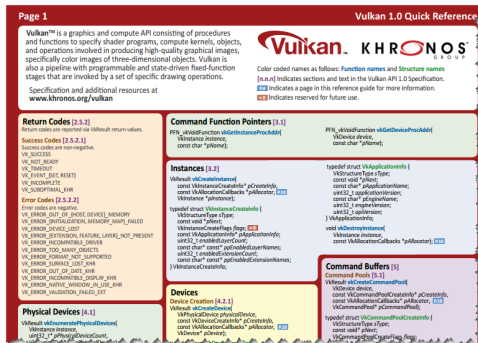 Page 1
Vulkan 1.0 Quick Reference
Vulkan™ is a graphics and compute API consisting of procedures
and functions to specify shader programs, compute kernels, objects,
and operations involved in producing high-quality graphical images,
specifically color images of three-dimensional objects. Vulkan is
also a pipeline with programmable and state-driven fixed-function
stages that are invoked by a set of specific drawing operations.
Specification and additional resources at
www.khronos.org/vulkan
Vulkan™
KHRONOS
GROUP
Color coded names as follows: Function names and Structure names
[n.n.n] Indicates sections and text in the Vulkan API 1.0 Specification.
Indicates a page in this reference guide for more information.
Indicates reserved for future use.
Return Codes [2.5.2]
Return codes are reported via VkResult return values.
Success Codes [2.5.2.1]
Success codes are non-negative.
VK_SUCCESS
VK_NOT_READY
VK_TIMEOUT
VK_EVENT_{SET, RESET}
VK_INCOMPLETE
VK_SUBOPTIMAL_KHR
Error Codes [2.5.2.2]
Error codes are negative.
VK_ERROR_OUT_OF_{HOST, DEVICE}_MEMORY
VK_ERROR_{INITIALIZATION, MEMORY_MAP}_FAILED
VK_ERROR_DEVICE_LOST
VK_ERROR_{EXTENSION, FEATURE, LAYER}_NOT_PRESENT
VK_ERROR_INCOMPATIBLE_DRIVER
VK_ERROR_TOO_MANY_OBJECTS
VK_ERROR_FORMAT_NOT_SUPPORTED
VK_ERROR_SURFACE_LOST_KHR
VK_ERROR_OUT_OF_DATE_KHR
VK_ERROR_INCOMPATIBLE_DISPLAY_KHR
VK_ERROR_NATIVE_WINDOW_IN_USE_KHR
VK_ERROR_VALIDATION_FAILED_EXT
Physical Devices [4.1]
VkResult vkEnumeratePhysicalDevices(
VkInstance instance,
uint32_t* pPhysicalDeviceCount,
Command Function Pointers [3.1]
PFN_vkVoidFunction vkGetInstanceProcAddr(
VkInstance instance,
const char *pName);
PFN_vkVoidFunction vkGetDeviceProcAddr(
VkDevice device,
const char *pName);
Instances [3.2]
VkResult vkCreateInstance(
const VkInstanceCreateInfo* pCreateInfo,
const VkAllocationCallbacks* pAllocator,
VkInstance* pInstance);
typedef struct VkInstanceCreateInfo {
VkStructureType sType;
const void* pNext;
VkInstanceCreateFlags flags;
const VkApplicationInfo* pApplicationInfo;
uint32_t enabledLayerCount;
const char* const* ppEnabledLayerNames;
uint32_t enabledExtensionCount;
const char* const* ppEnabledExtensionNames;
} VkInstanceCreateInfo;
typedef struct VkApplicationInfo {
VkStructureType sType;
const void* pNext;
const char* pApplicationName;
uint32_t applicationVersion;
const char* pEngineName;
uint32_t engineVersion;
uint32_t apiVersion;
} VkApplicationInfo;
void vkDestroyInstance(
VkInstance instance,
const VkAllocationCallbacks* pAllocator);
Devices
Device Creation [4.2.1]
VkResult vkCreateDevice(
VkPhysicalDevice physicalDevice,
const VkDeviceCreateInfo* pCreateInfo,
const VkAllocationCallbacks* pAllocator,
VkDevice* pDevice);
Command Buffers [5]
Command Pools [5.1]
VkResult vkCreateCommandPool(
VkDevice device,
const VkCommandPoolCreateInfo* pCreateInfo,
const VkAllocationCallbacks* pAllocator,
VkCommandPool* pCommandPool);
typedef struct VkCommandPoolCreateInfo {
VkStructureType sType;
const void* pNext;
VkCommandPoolCreateFlags flags;